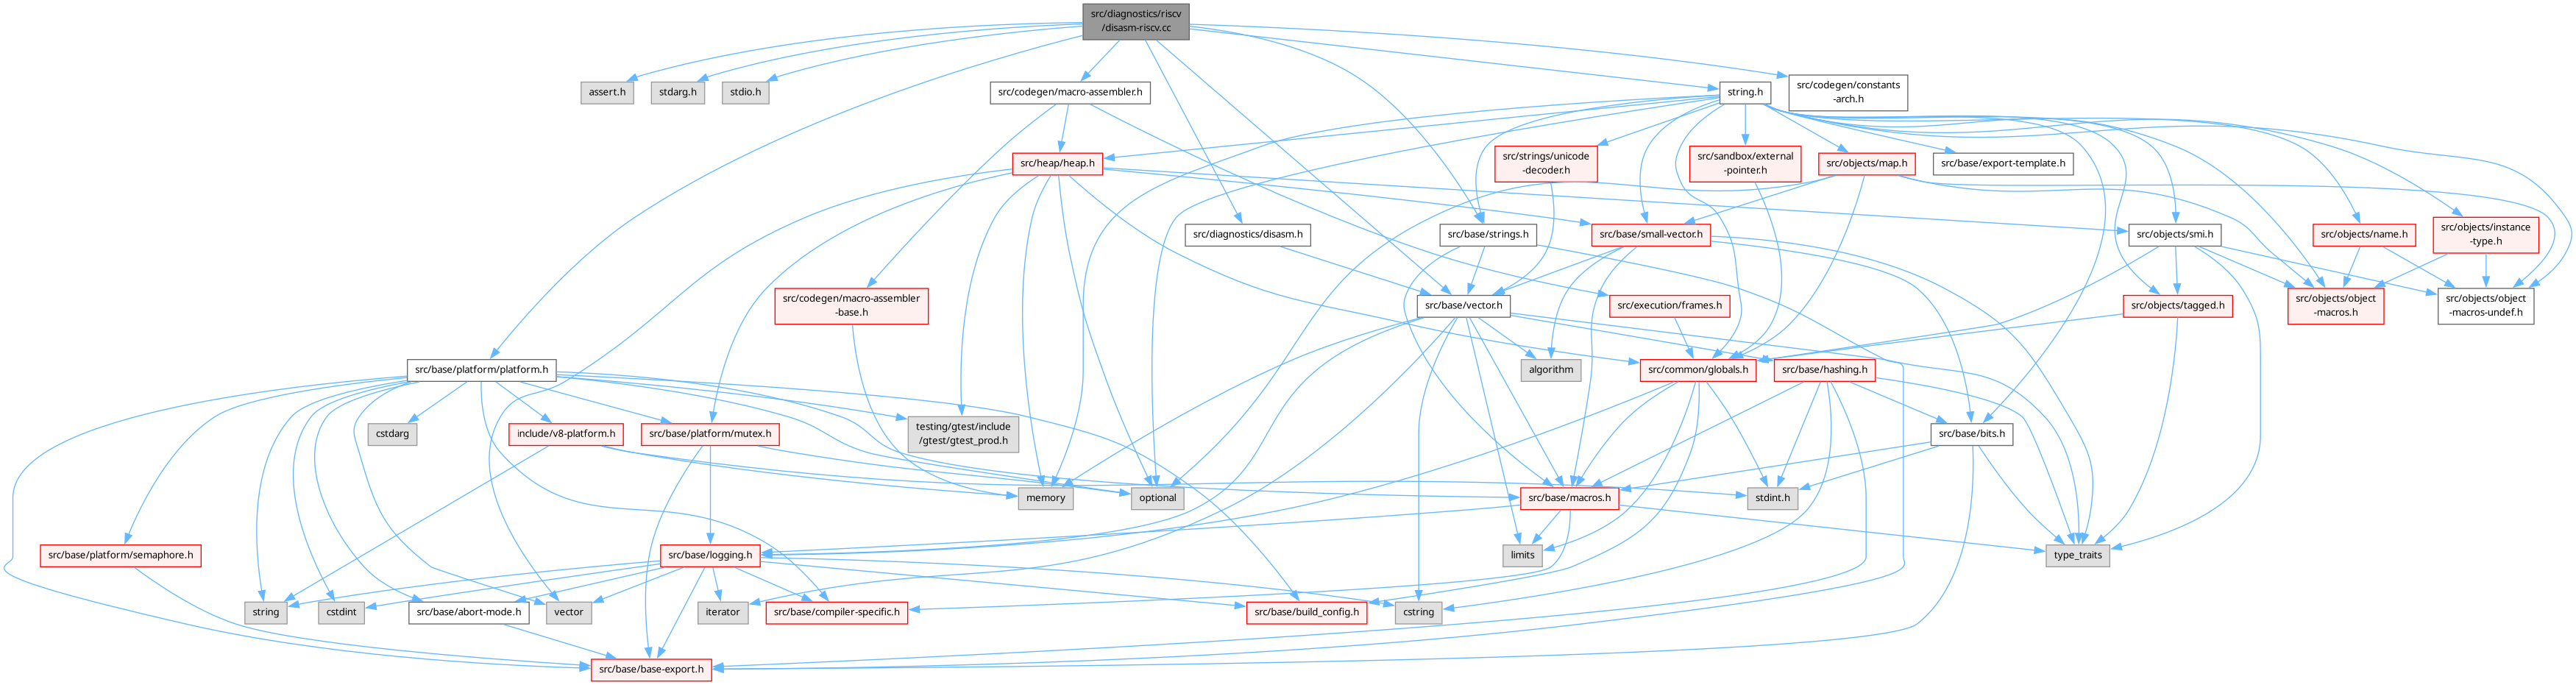 src/diagnostics/riscv
/disasm-riscv.cc
assert.h
stdarg.h
stdio.h
src/codegen/macro-assembler.h
string.h
src/codegen/constants
-arch.h
src/heap/heap.h
src/strings/unicode
-decoder.h
src/sandbox/external
-pointer.h
src/objects/map.h
src/base/export-template.h
src/diagnostics/disasm.h
src/base/strings.h
src/base/small-vector.h
src/objects/smi.h
src/objects/name.h
src/objects/instance
-type.h
src/codegen/macro-assembler
-base.h
src/base/vector.h
src/execution/frames.h
src/objects/tagged.h
src/objects/object
-macros.h
src/objects/object
-macros-undef.h
src/base/platform/platform.h
algorithm
src/common/globals.h
src/base/hashing.h
cstdarg
include/v8-platform.h
src/base/platform/mutex.h
testing/gtest/include
/gtest/gtest_prod.h
src/base/bits.h
memory
optional
src/base/macros.h
stdint.h
src/base/platform/semaphore.h
src/base/logging.h
limits
type_traits
string
cstdint
src/base/abort-mode.h
vector
iterator
src/base/compiler-specific.h
src/base/build_config.h
cstring
src/base/base-export.h